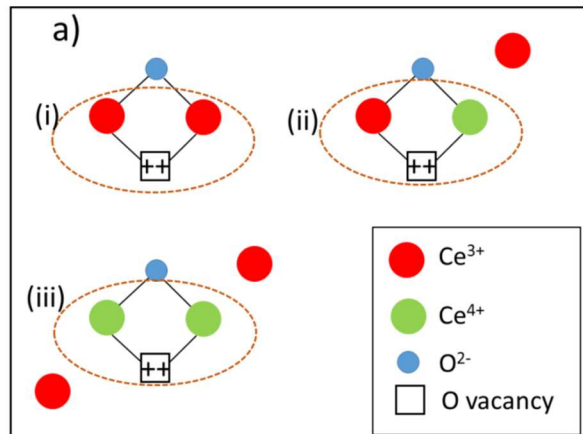 a)
(i)
++
(ii)
++
(iii)
++
Ce³⁺
Ce⁴⁺
O²⁻
O vacancy